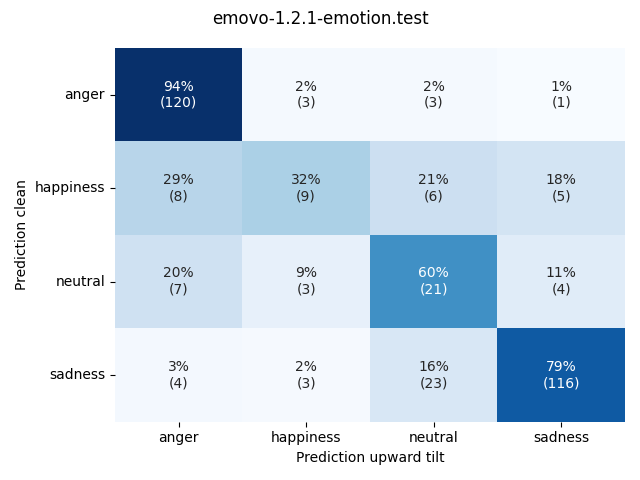 emovo-1.2.1-emotion.test
Prediction clean
anger
94%
(120)
2%
(3)
2%
(3)
1%
(1)
happiness
29%
(8)
32%
(9)
21%
(6)
18%
(5)
neutral
20%
(7)
9%
(3)
60%
(21)
11%
(4)
sadness
3%
(4)
2%
(3)
16%
(23)
79%
(116)
anger
happiness
neutral
sadness
Prediction upward tilt